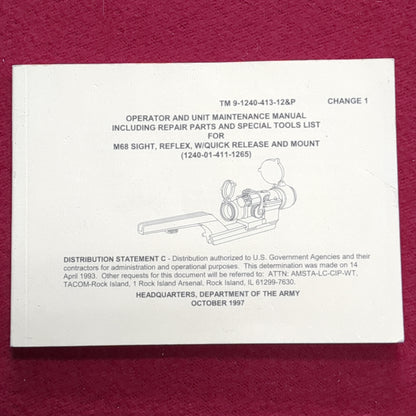 TM 9-1240-413-12&P CHANGE 1
OPERATOR AND UNIT MAINTENANCE MANUAL
INCLUDING REPAIR PARTS AND SPECIAL TOOLS LIST
FOR
M68 SIGHT, REFLEX, W/QUICK RELEASE AND MOUNT
(1240-01-411-1265)
DISTRIBUTION STATEMENT C - Distribution authorized to U.S. Government Agencies and their
contractors for administration and operational purposes. This determination was made on 14
April 1993. Other requests for this document will be referred to: ATTN: AMSTA-LC-CIP-WT,
TACOM-Rock Island, 1 Rock Island Arsenal, Rock Island, IL 61299-7630.
HEADQUARTERS, DEPARTMENT OF THE ARMY
OCTOBER 1997